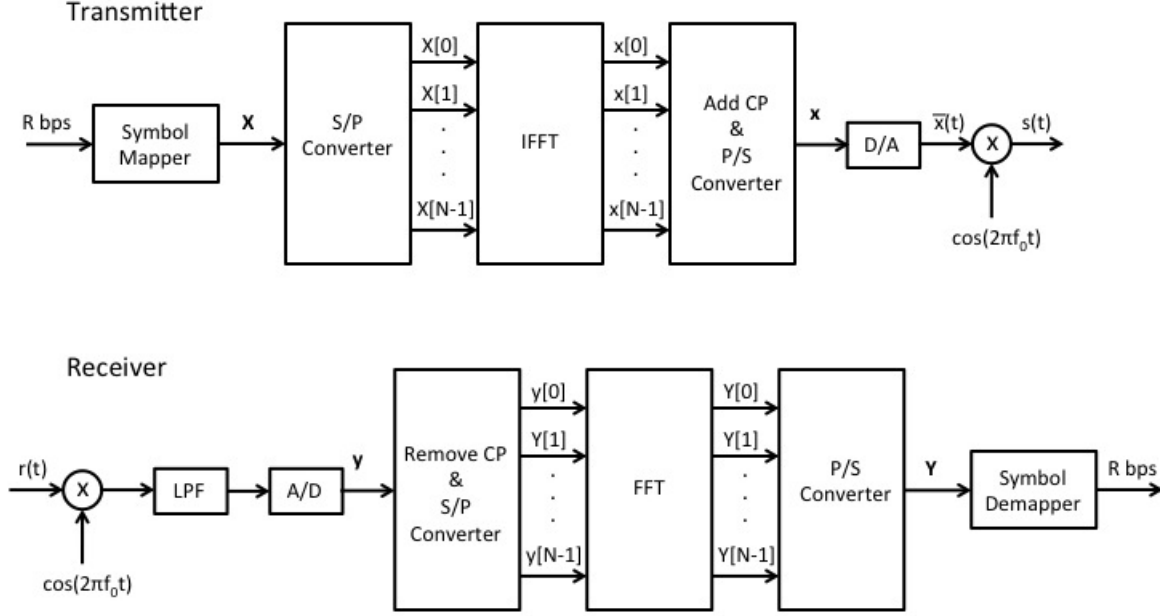 Transmitter
R bps
Symbol
Mapper
X
S/P
Converter
X[0]
X[1]
X[N-1]
IFFT
x[0]
x[1]
x[N-1]
Add CP
&
P/S
Converter
x
D/A
x̅(t)
X
s(t)
cos(2πf₀t)
Receiver
r(t)
X
cos(2πf₀t)
LPF
A/D
y
Remove CP
&
S/P
Converter
y[0]
Y[1]
y[N-1]
FFT
Y[0]
Y[1]
Y[N-1]
P/S
Converter
Y
Symbol
Demapper
R bps